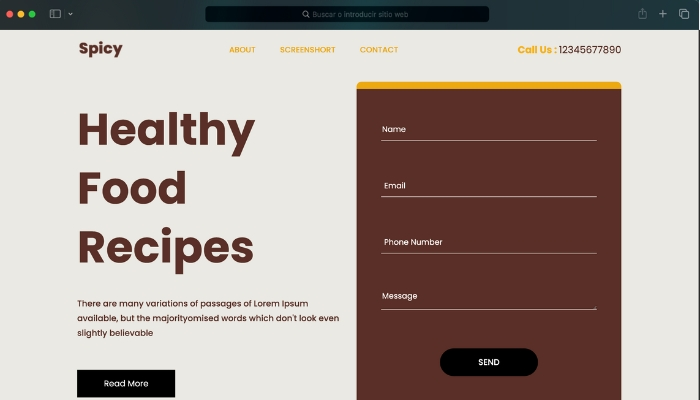 Buscar o introducir sitio web
Spicy
ABOUT
SCREENSHORT
CONTACT
Call Us : 12345677890
Healthy
Food
Recipes
There are many variations of passages of Lorem Ipsum
available, but the majorityomised words which don't look even
slightly believable
Read More
Name
Email
Phone Number
Message
SEND